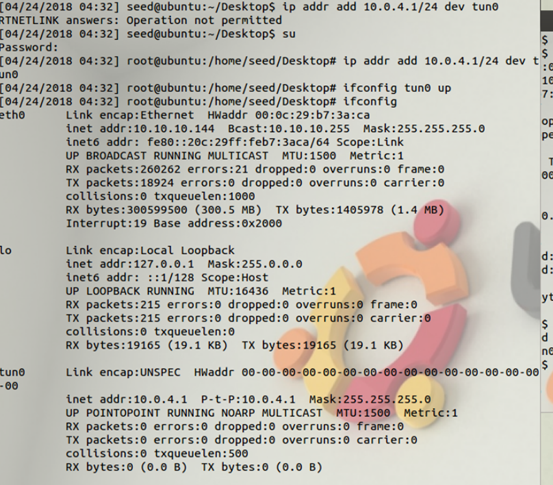 [04/24/2018 04:32] seed@ubuntu:~/Desktop$ ip addr add 10.0.4.1/24 dev tun0
RTNETLINK answers: Operation not permitted
[04/24/2018 04:32] seed@ubuntu:~/Desktop$ su
Password:
[04/24/2018 04:32] root@ubuntu:/home/seed/Desktop# ip addr add 10.0.4.1/24 dev t
un0
[04/24/2018 04:32] root@ubuntu:/home/seed/Desktop# ifconfig tun0 up
[04/24/2018 04:32] root@ubuntu:/home/seed/Desktop# ifconfig
eth0 Link encap:Ethernet HWaddr 00:0c:29:b7:3a:ca
inet addr:10.10.10.144 Bcast:10.10.10.255 Mask:255.255.255.0
inet6 addr: fe80::20c:29ff:feb7:3aca/64 Scope:Link
UP BROADCAST RUNNING MULTICAST MTU:1500 Metric:1
RX packets:260262 errors:21 dropped:0 overruns:0 frame:0
TX packets:18924 errors:0 dropped:0 overruns:0 carrier:0
collisions:0 txqueuelen:1000
RX bytes:300599500 (300.5 MB) TX bytes:1405978 (1.4 MB)
Interrupt:19 Base address:0x2000
lo Link encap:Local Loopback
inet addr:127.0.0.1 Mask:255.0.0.0
inet6 addr: ::1/128 Scope:Host
UP LOOPBACK RUNNING MTU:16436 Metric:1
RX packets:215 errors:0 dropped:0 overruns:0 frame:0
TX packets:215 errors:0 dropped:0 overruns:0 carrier:0
collisions:0 txqueuelen:0
RX bytes:19165 (19.1 KB) TX bytes:19165 (19.1 KB)
tun0 Link encap:UNSPEC HWaddr 00-00-00-00-00-00-00-00-00-00-00-00-00-00-00
-00
inet addr:10.0.4.1 P-t-P:10.0.4.1 Mask:255.255.255.0
UP POINTOPOINT RUNNING NOARP MULTICAST MTU:1500 Metric:1
RX packets:0 errors:0 dropped:0 overruns:0 frame:0
TX packets:0 errors:0 dropped:0 overruns:0 carrier:0
collisions:0 txqueuelen:500
RX bytes:0 (0.0 B) TX bytes:0 (0.0 B)